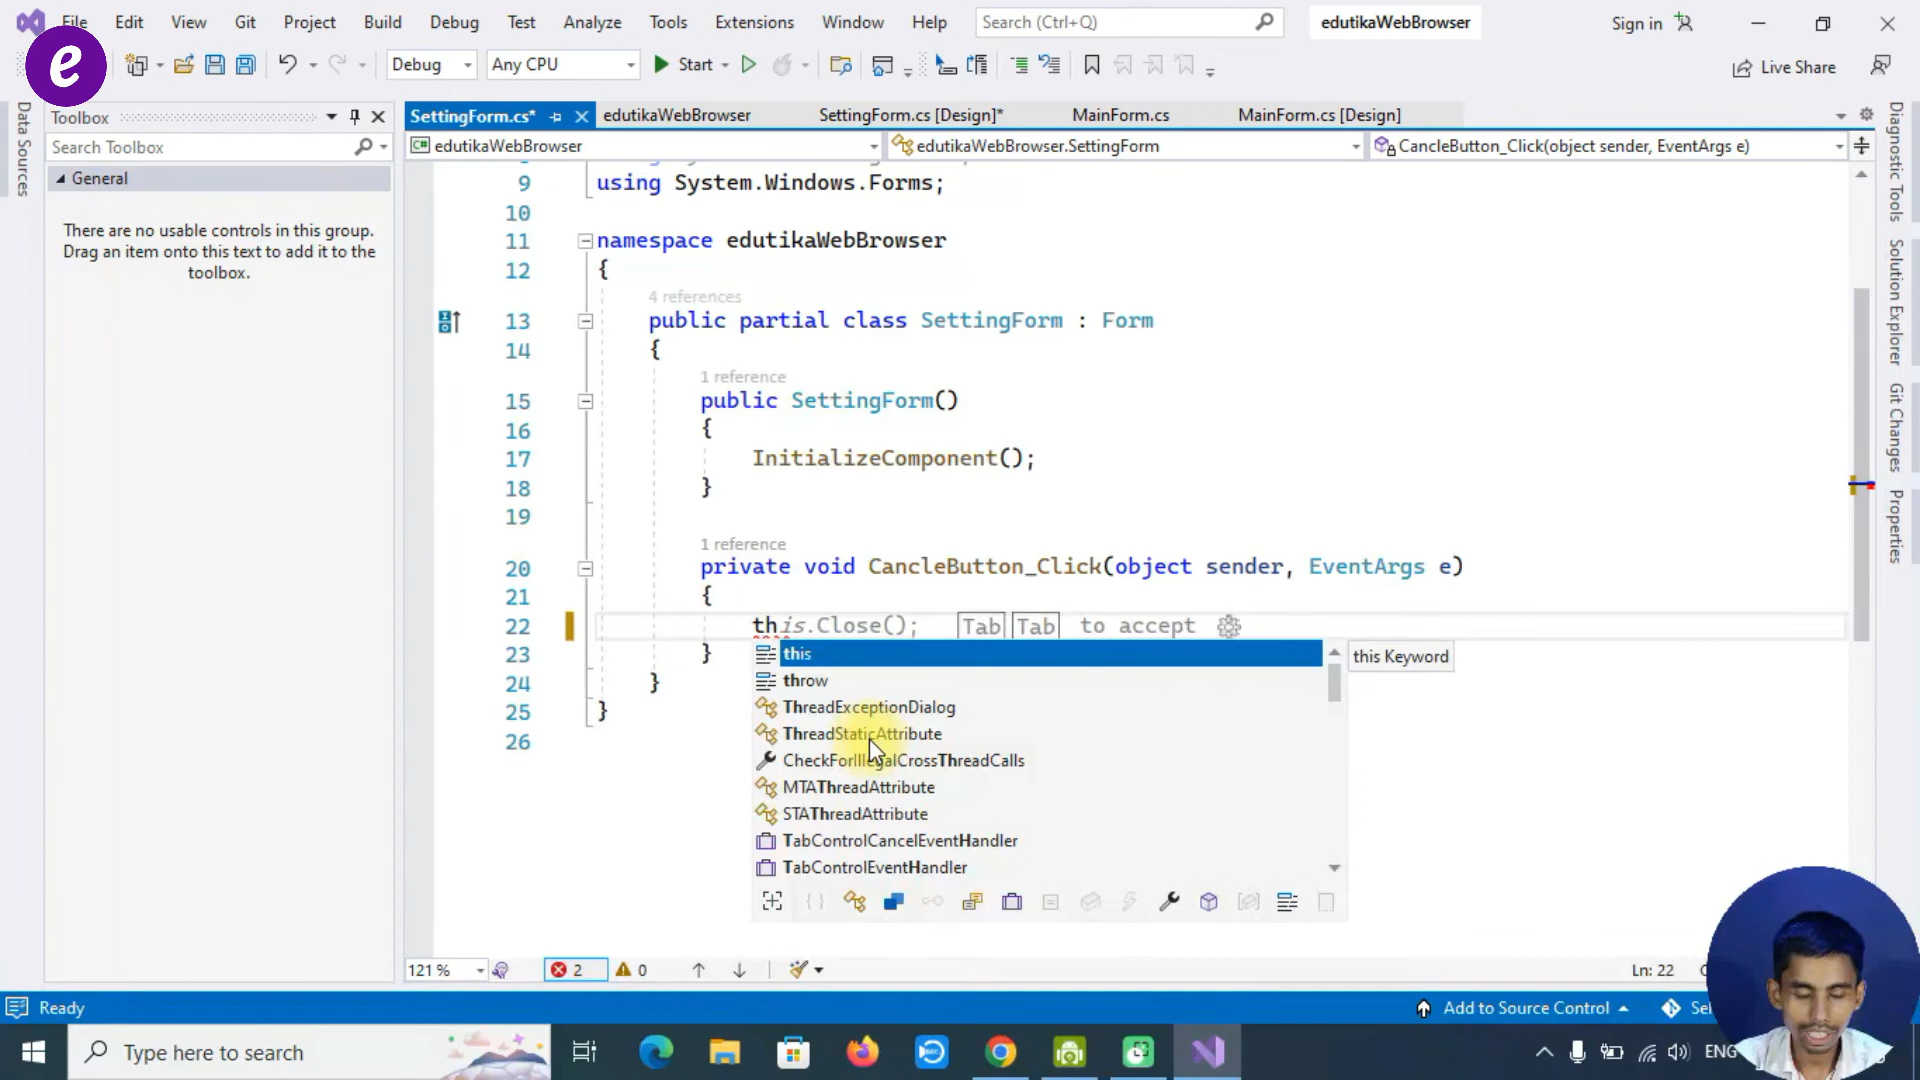 File Edit View Git Project Build Debug Test Analyze Tools Extensions Window Help Search (Ctrl+Q) edutikaWebBrowser Sign in
e
Debug Any CPU Start Live Share
Data Sources
Toolbox
Search Toolbox
General
There are no usable controls in this group.
Drag an item onto this text to add it to the
toolbox.
SettingForm.cs* edutikaWebBrowser SettingForm.cs [Design]* MainForm.cs MainForm.cs [Design]
C# edutikaWebBrowser edutikaWebBrowser.SettingForm CancleButton_Click(object sender, EventArgs e)
9 using System.Windows.Forms;
10
11 namespace edutikaWebBrowser
12 {
4 references
13 public partial class SettingForm : Form
14 {
1 reference
15 public SettingForm()
16 {
17 InitializeComponent();
18 }
19
1 reference
20 private void CancleButton_Click(object sender, EventArgs e)
21 {
22 this.Close(); Tab Tab to accept
23 }
24 }
25 }
26
this
throw
ThreadExceptionDialog
ThreadStaticAttribute
CheckForIllegalCrossThreadCalls
MTAThreadAttribute
STAThreadAttribute
TabControlCancelEventHandler
TabControlEventHandler
this Keyword
Diagnostic Tools
Solution Explorer
Git Changes
Properties
121 % 2 0 Ln: 22
Ready Add to Source Control
Type here to search ENG